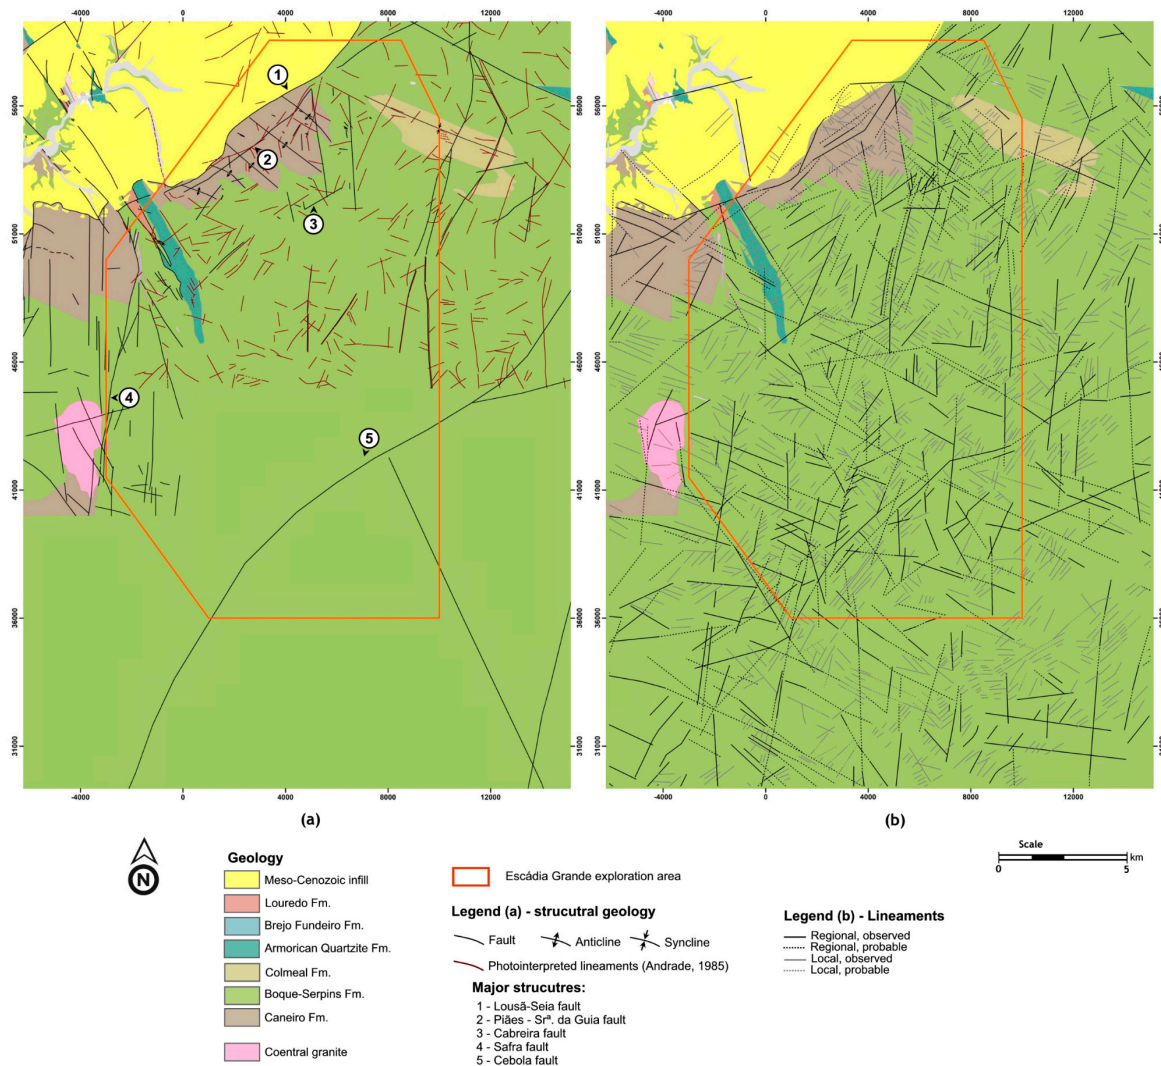 -4000 0 4000 8000 12000
-4000 0 4000 8000 12000
56000 56000
51000 51000
46000 46000
41000 41000
36000 36000
31000 31000
1
2
3
4
5
-4000 0 4000 8000 12000
-4000 0 4000 8000 12000
(a)
(b)
N
Geology
Meso-Cenozoic infill
Louredo Fm.
Brejo Fundeiro Fm.
Armorican Quartzite Fm.
Colmeal Fm.
Boque-Serpins Fm.
Caneiro Fm.
Coentral granite
Escádia Grande exploration area
Legend (a) - strucutral geology
Fault Anticline Syncline
Photointerpreted lineaments (Andrade, 1985)
Major strucutres:
1 - Lousã-Seia fault
2 - Piães - Srª. da Guia fault
3 - Cabreira fault
4 - Safra fault
5 - Cebola fault
Scale
0 5 km
Legend (b) - Lineaments
Regional, observed
Regional, probable
Local, observed
Local, probable